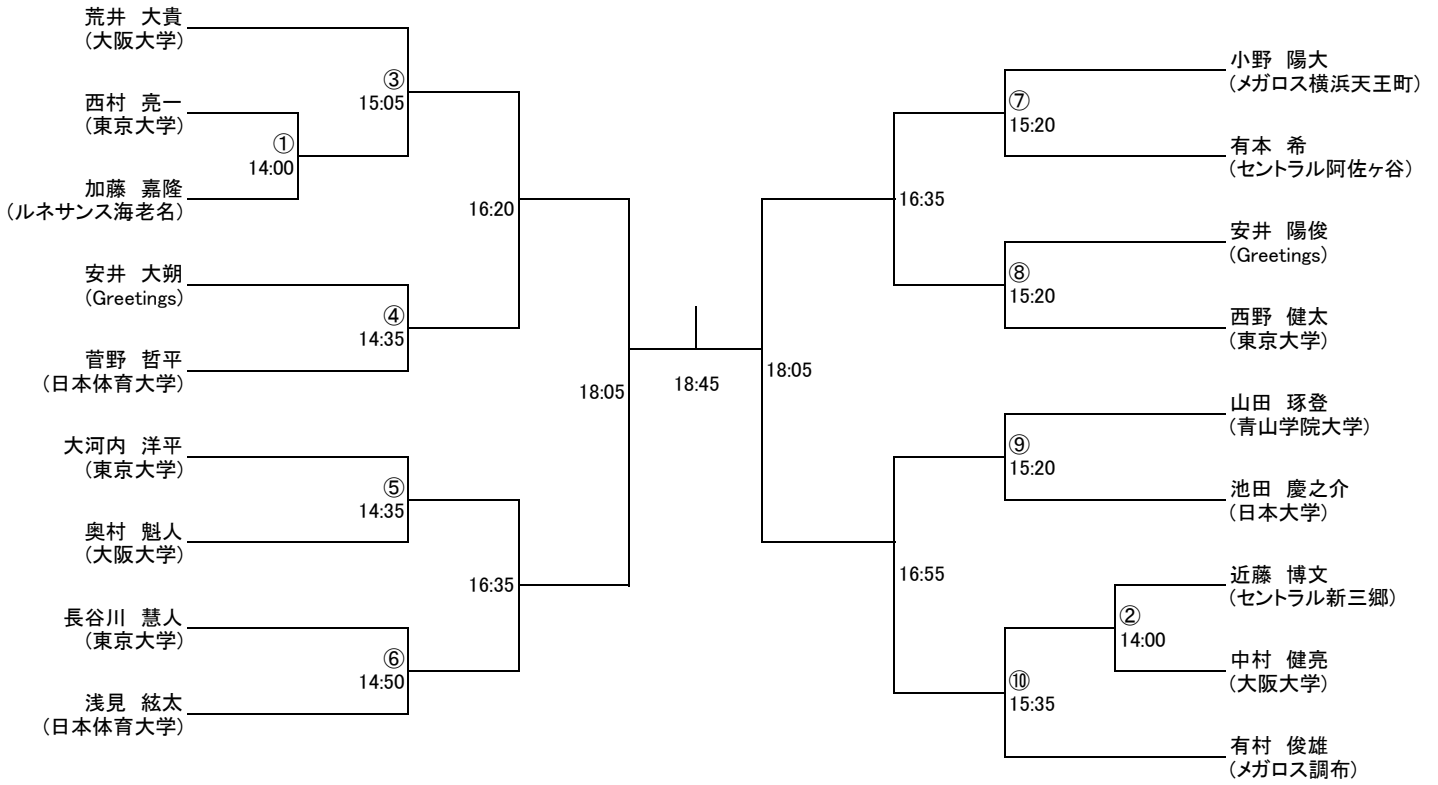 荒井　大貴
(大阪大学)
③
15:05
西村　亮一
(東京大学)
①
14:00
加藤　嘉隆
(ルネサンス海老名)
16:20
安井　大朔
(Greetings)
④
14:35
菅野　哲平
(日本体育大学)
18:05
大河内　洋平
(東京大学)
⑤
14:35
奥村　魁人
(大阪大学)
16:35
長谷川　慧人
(東京大学)
⑥
14:50
浅見　絃太
(日本体育大学)
18:45
小野　陽大
(メガロス横浜天王町)
⑦
15:20
有本　希
(セントラル阿佐ヶ谷)
16:35
安井　陽俊
(Greetings)
⑧
15:20
西野　健太
(東京大学)
18:05
山田　琢登
(青山学院大学)
⑨
15:20
池田　慶之介
(日本大学)
16:55
近藤　博文
(セントラル新三郷)
②
14:00
中村　健亮
(大阪大学)
⑩
15:35
有村　俊雄
(メガロス調布)